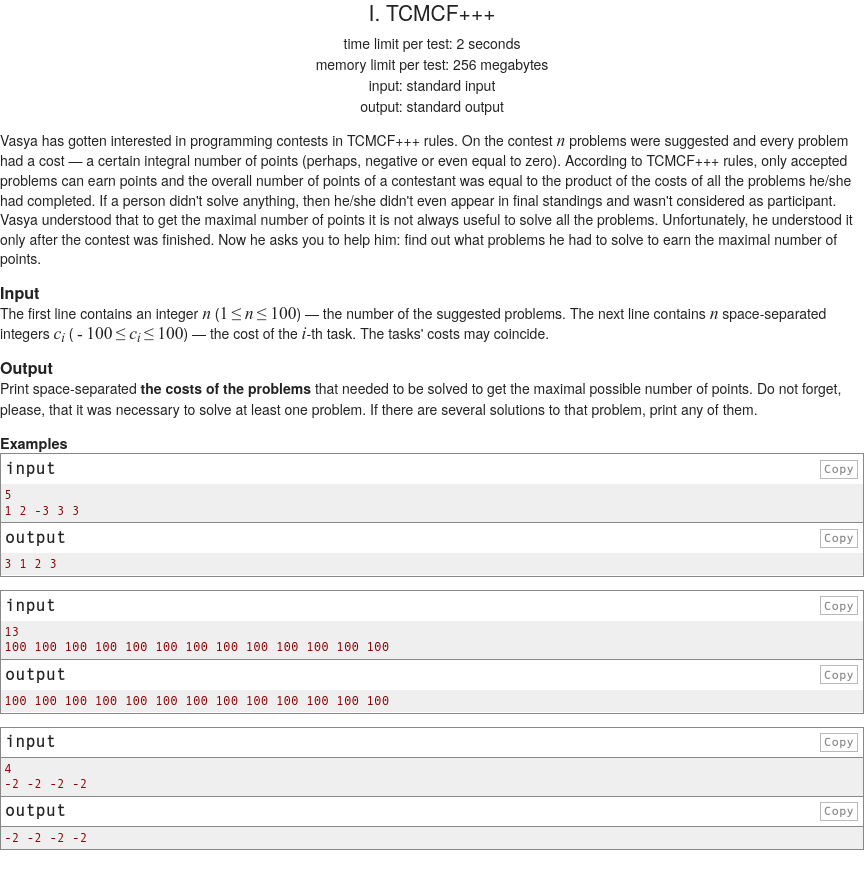 I. TCMCF+++
time limit per test: 2 seconds
memory limit per test: 256 megabytes
input: standard input
output: standard output
Vasya has gotten interested in programming contests in TCMCF+++ rules. On the contest n problems were suggested and every problem
had a cost — a certain integral number of points (perhaps, negative or even equal to zero). According to TCMCF+++ rules, only accepted
problems can earn points and the overall number of points of a contestant was equal to the product of the costs of all the problems he/she
had completed. If a person didn't solve anything, then he/she didn't even appear in final standings and wasn't considered as participant.
Vasya understood that to get the maximal number of points it is not always useful to solve all the problems. Unfortunately, he understood it
only after the contest was finished. Now he asks you to help him: find out what problems he had to solve to earn the maximal number of
points.
Input
The first line contains an integer n (1 ≤ n ≤ 100) — the number of the suggested problems. The next line contains n space-separated
integers ci ( - 100 ≤ ci ≤ 100) — the cost of the i-th task. The tasks' costs may coincide.
Output
Print space-separated the costs of the problems that needed to be solved to get the maximal possible number of points. Do not forget,
please, that it was necessary to solve at least one problem. If there are several solutions to that problem, print any of them.
Examples
input Copy
5
1 2 -3 3 3
output Copy
3 1 2 3
input Copy
13
100 100 100 100 100 100 100 100 100 100 100 100 100
output Copy
100 100 100 100 100 100 100 100 100 100 100 100 100
input Copy
4
-2 -2 -2 -2
output Copy
-2 -2 -2 -2